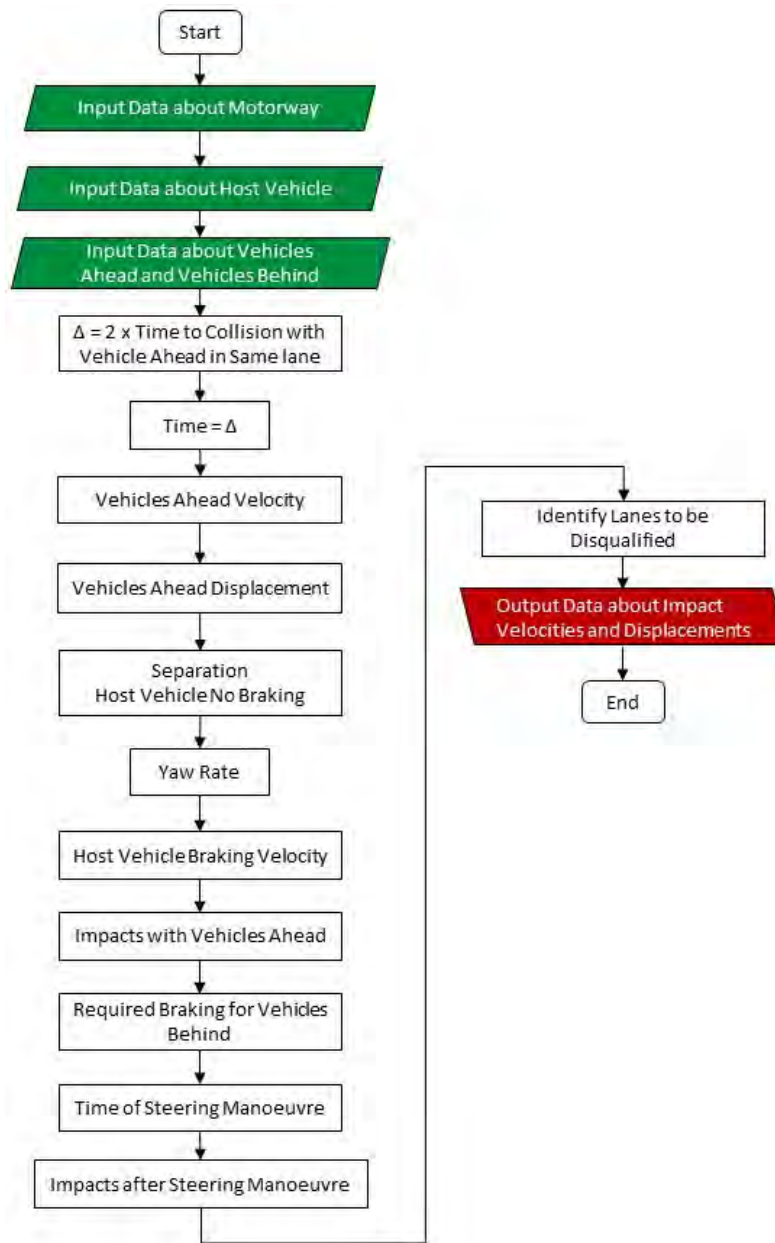 Start
Input Data about Motorway
Input Data about Host Vehicle
Input Data about Vehicles
Ahead and Vehicles Behind
Δ = 2 x Time to Collision with
Vehicle Ahead in Same lane
Time = Δ
Vehicles Ahead Velocity
Vehicles Ahead Displacement
Separation
Host Vehicle No Braking
Yaw Rate
Host Vehicle Braking Velocity
Impacts with Vehicles Ahead
Required Braking for Vehicles
Behind
Time of Steering Manoeuvre
Impacts after Steering Manoeuvre
Identify Lanes to be
Disqualified
Output Data about Impact
Velocities and Displacements
End